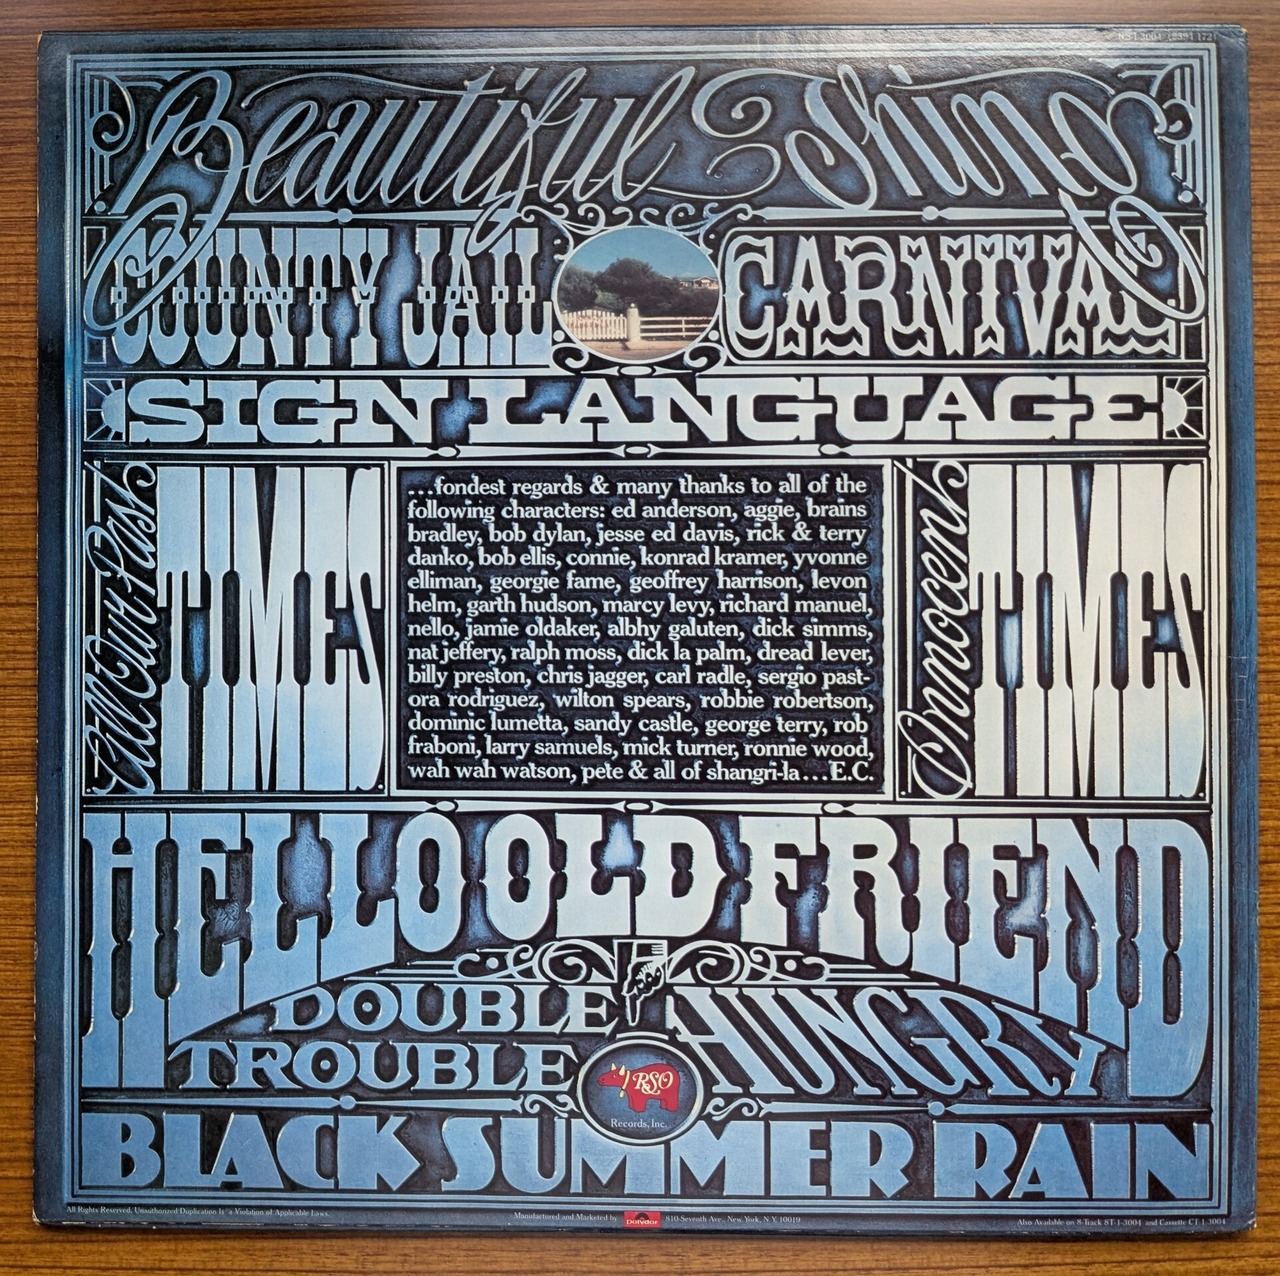 RS-1-3004 (2394 172)
Beautiful Thing
COUNTY JAIL
CARNIVAL
SIGN LANGUAGE
All Our Past
TIMES
...fondest regards & many thanks to all of the
following characters: ed anderson, aggie, brains
bradley, bob dylan, jesse ed davis, rick & terry
danko, bob ellis, connie, konrad kramer, yvonne
elliman, georgie fame, geoffrey harrison, levon
helm, garth hudson, marcy levy, richard manuel,
nello, jamie oldaker, albhy galuten, dick simms,
nat jeffery, ralph moss, dick la palm, dread lever,
billy preston, chris jagger, carl radle, sergio past-
ora rodriguez, wilton spears, robbie robertson,
dominic lumetta, sandy castle, george terry, rob
fraboni, larry samuels, mick turner, ronnie wood,
wah wah watson, pete & all of shangri-la...E.C.
Innocent
TIMES
HELLO OLD FRIEND
DOUBLE
TROUBLE
HUNGRY
RSO
Records, Inc.
BLACK SUMMER RAIN
All Rights Reserved. Unauthorized Duplication Is a Violation of Applicable Laws.
Manufactured and Marketed by Polydor 810-Seventh Ave., New York, N.Y. 10019
Also Available on 8-Track 8T-1-3004 and Cassette CT-1-3004